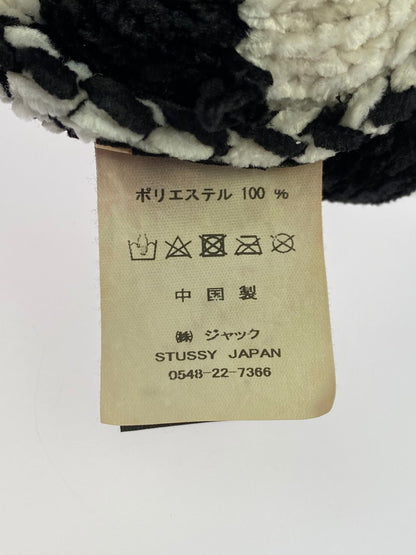 ポリエステル 100 %
中国製
㈱ ジャック
STUSSY JAPAN
0548-22-7366